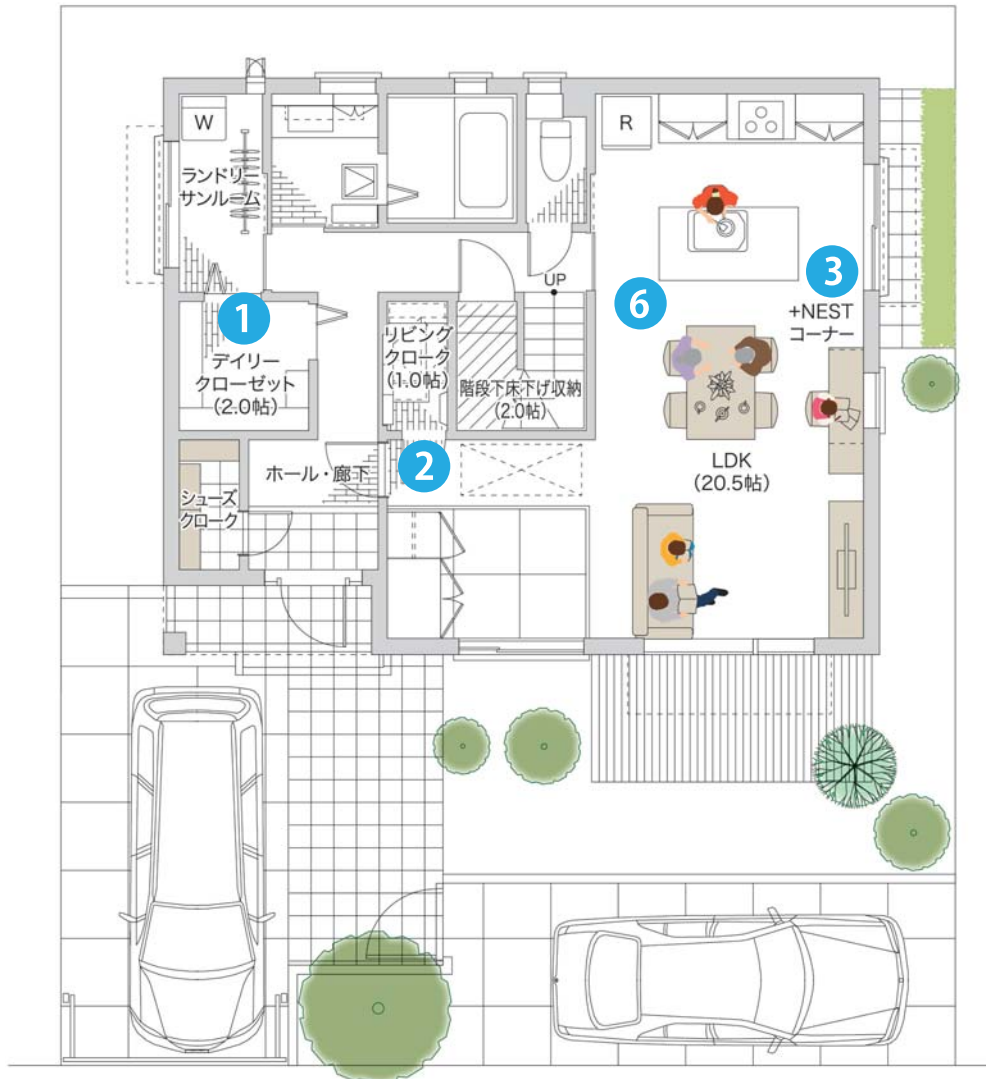 W
R
ランドリー
サンルーム
UP
3
6
+NEST
コーナー
1
リビング
クローク
(1.0帖)
デイリー
クローゼット
(2.0帖)
階段下床下げ収納
(2.0帖)
2
ホール・廊下
LDK
(20.5帖)
シューズ
クローク